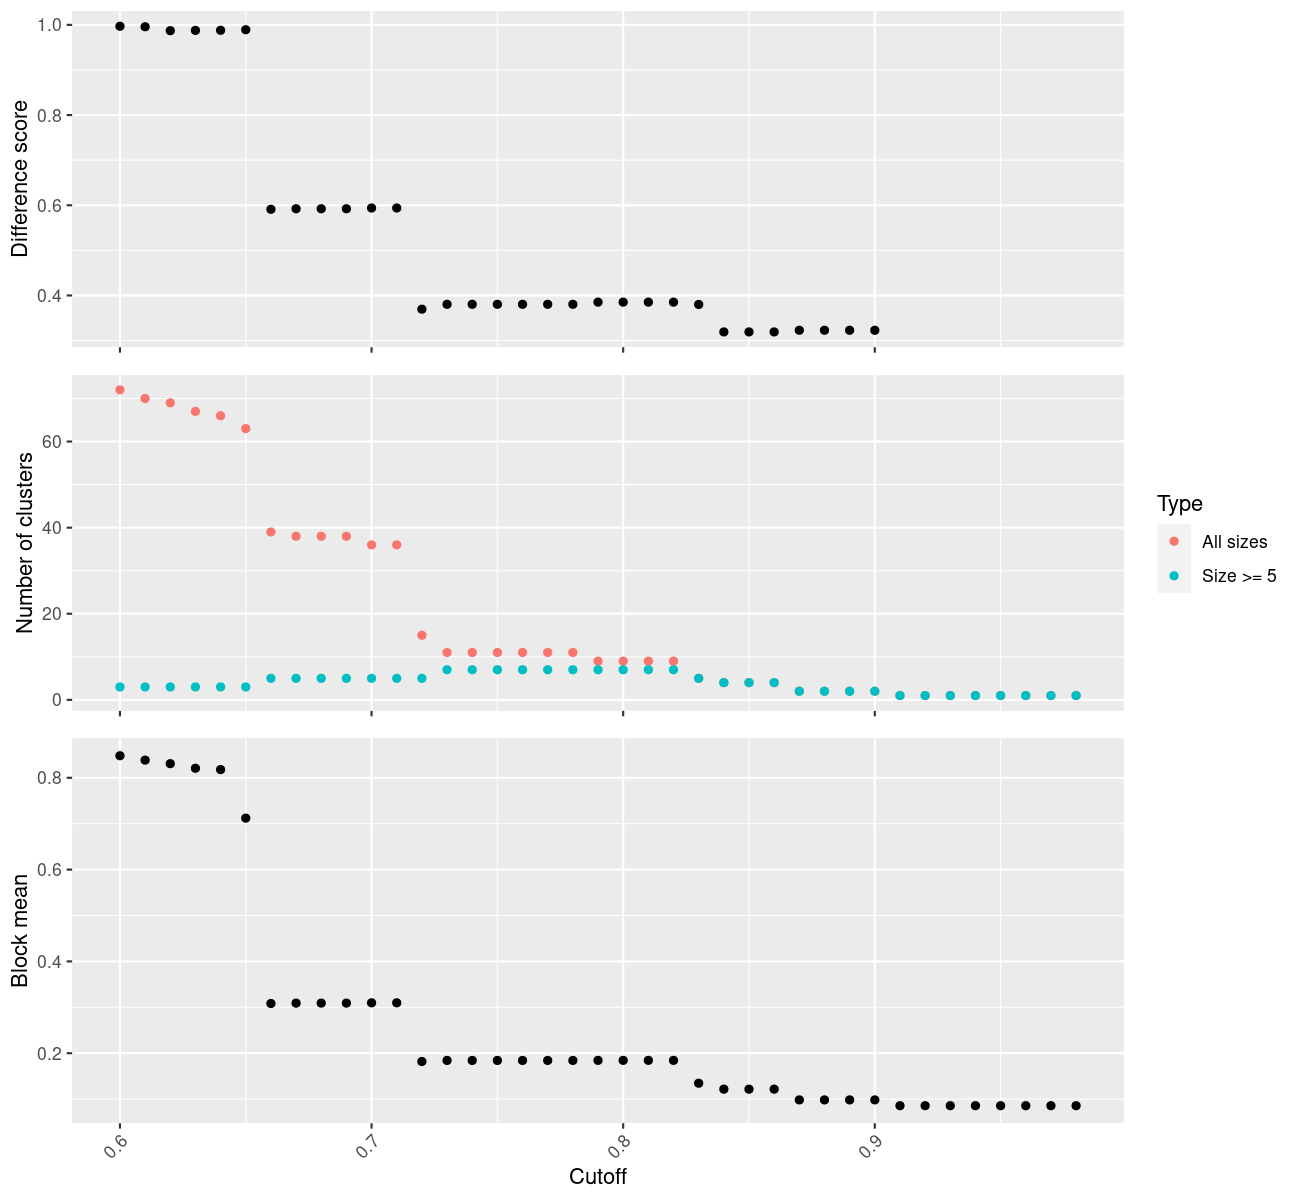 Difference score
1.0
0.8
0.6
0.4
Number of clusters
60
40
20
0
Type
All sizes
Size >= 5
Block mean
0.8
0.6
0.4
0.2
0.6 0.7 0.8 0.9
Cutoff